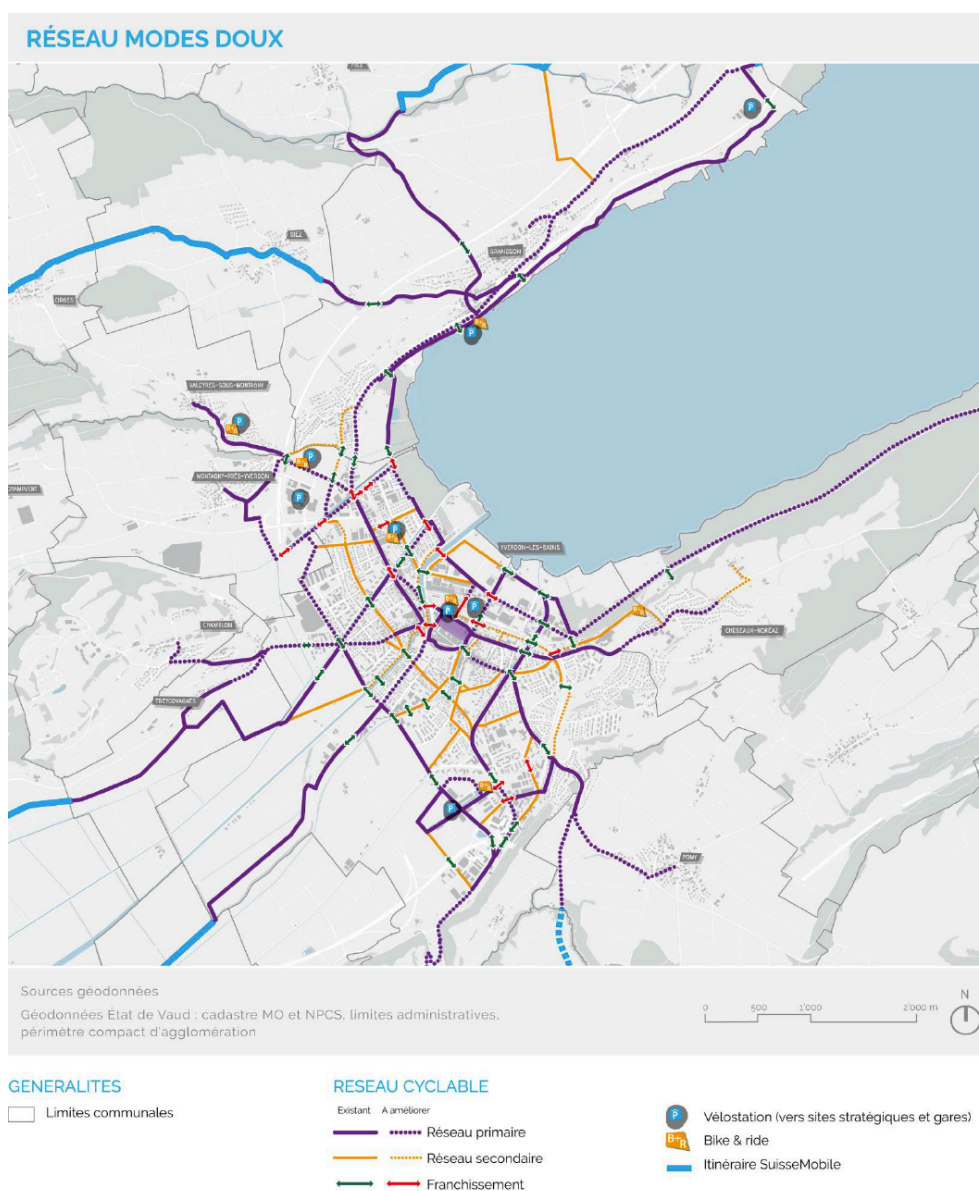 RÉSEAU MODES DOUX
GIEZ
GRANDSON
ORGES
VALEYRES-SOUS-MONTAGNY
MONTAGNY-PRÈS-YVERDON
CHAMPVENT
YVERDON-LES-BAINS
CHAMBLON
CHESEAUX-NORÉAZ
TREYCOVAGNES
POMY
P
B+R
Sources géodonnées
Géodonnées État de Vaud : cadastre MO et NPCS, limites administratives,
périmètre compact d'agglomération
0 500 1'000 2'000 m
N
GENERALITES
Limites communales
RESEAU CYCLABLE
Existant A améliorer
Réseau primaire
Réseau secondaire
Franchissement
P Vélostation (vers sites stratégiques et gares)
B+R Bike & ride
Itinéraire SuisseMobile